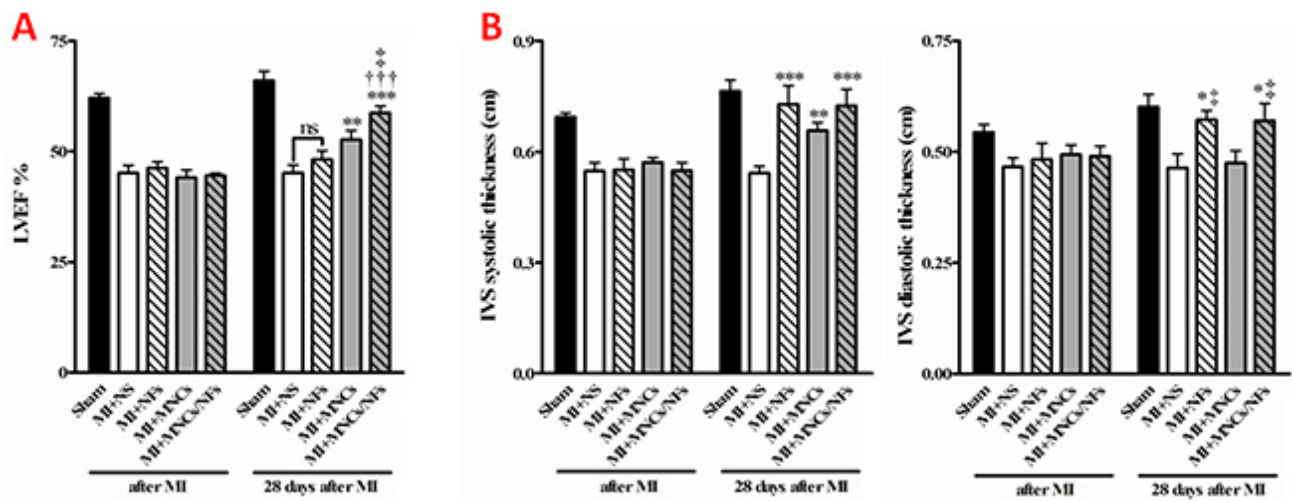 A
LVEF %
75
50
25
0
ns
**
‡
†††
***
Sham
MI+NS
MI+NFs
MI+MNCs
MI+MNCs/NFs
Sham
MI+NS
MI+NFs
MI+MNCs
MI+MNCs/NFs
after MI
28 days after MI
B
IVS systolic thickness (cm)
0.9
0.6
0.3
0.0
***
**
***
Sham
MI+NS
MI+NFs
MI+MNCs
MI+MNCs/NFs
Sham
MI+NS
MI+NFs
MI+MNCs
MI+MNCs/NFs
after MI
28 days after MI
IVS diastolic thickness (cm)
0.75
0.50
0.25
0.00
*‡
*‡
Sham
MI+NS
MI+NFs
MI+MNCs
MI+MNCs/NFs
Sham
MI+NS
MI+NFs
MI+MNCs
MI+MNCs/NFs
after MI
28 days after MI